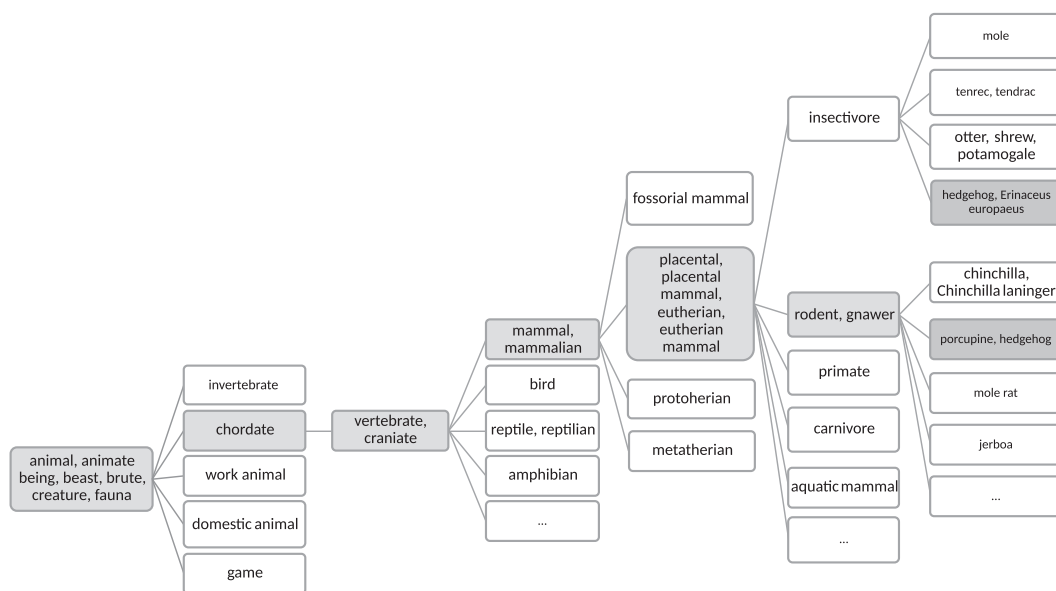 animal, animate
being, beast, brute,
creature, fauna
invertebrate
chordate
work animal
domestic animal
game
vertebrate,
craniate
mammal,
mammalian
bird
reptile, reptilian
amphibian
...
fossorial mammal
placental,
placental
mammal,
eutherian,
eutherian
mammal
protoherian
metatherian
insectivore
rodent, gnawer
primate
carnivore
aquatic mammal
...
mole
tenrec, tendrac
otter, shrew,
potamogale
hedgehog, Erinaceus
europaeus
chinchilla,
Chinchilla laninger
porcupine, hedgehog
mole rat
jerboa
...